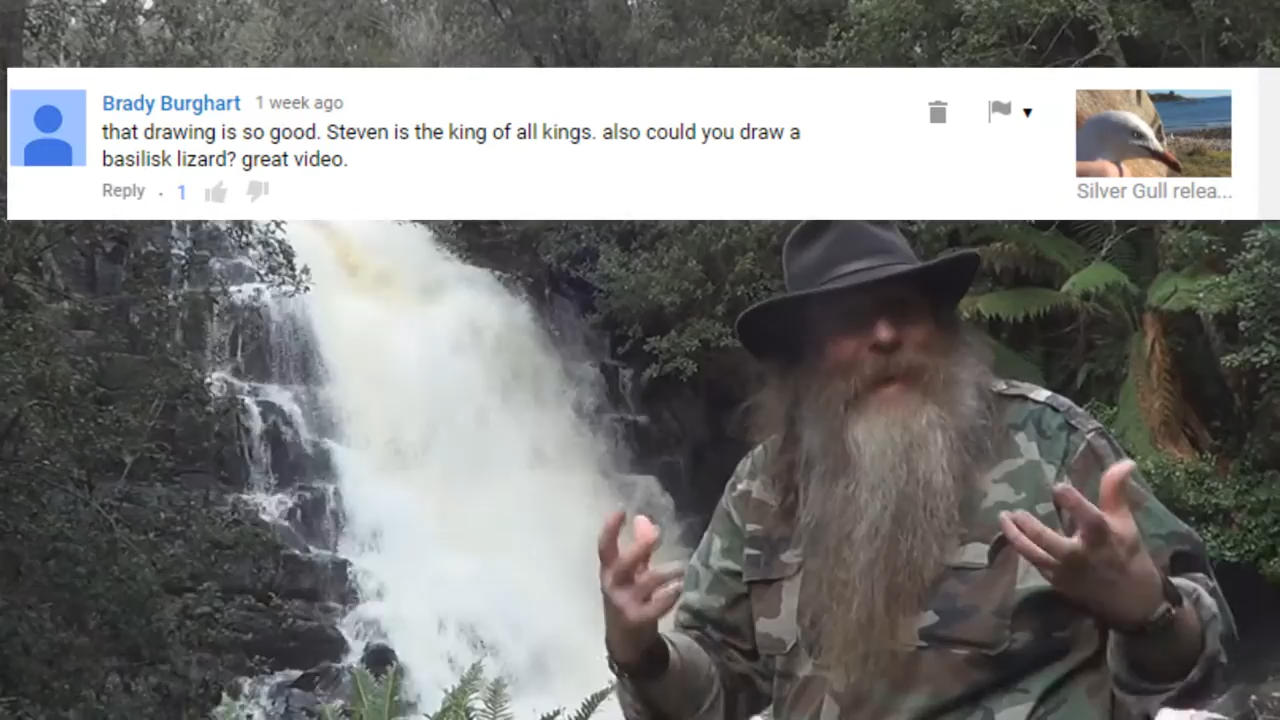 Brady Burghart 1 week ago
that drawing is so good. Steven is the king of all kings. also could you draw a
basilisk lizard? great video.
Reply . 1
Silver Gull relea...